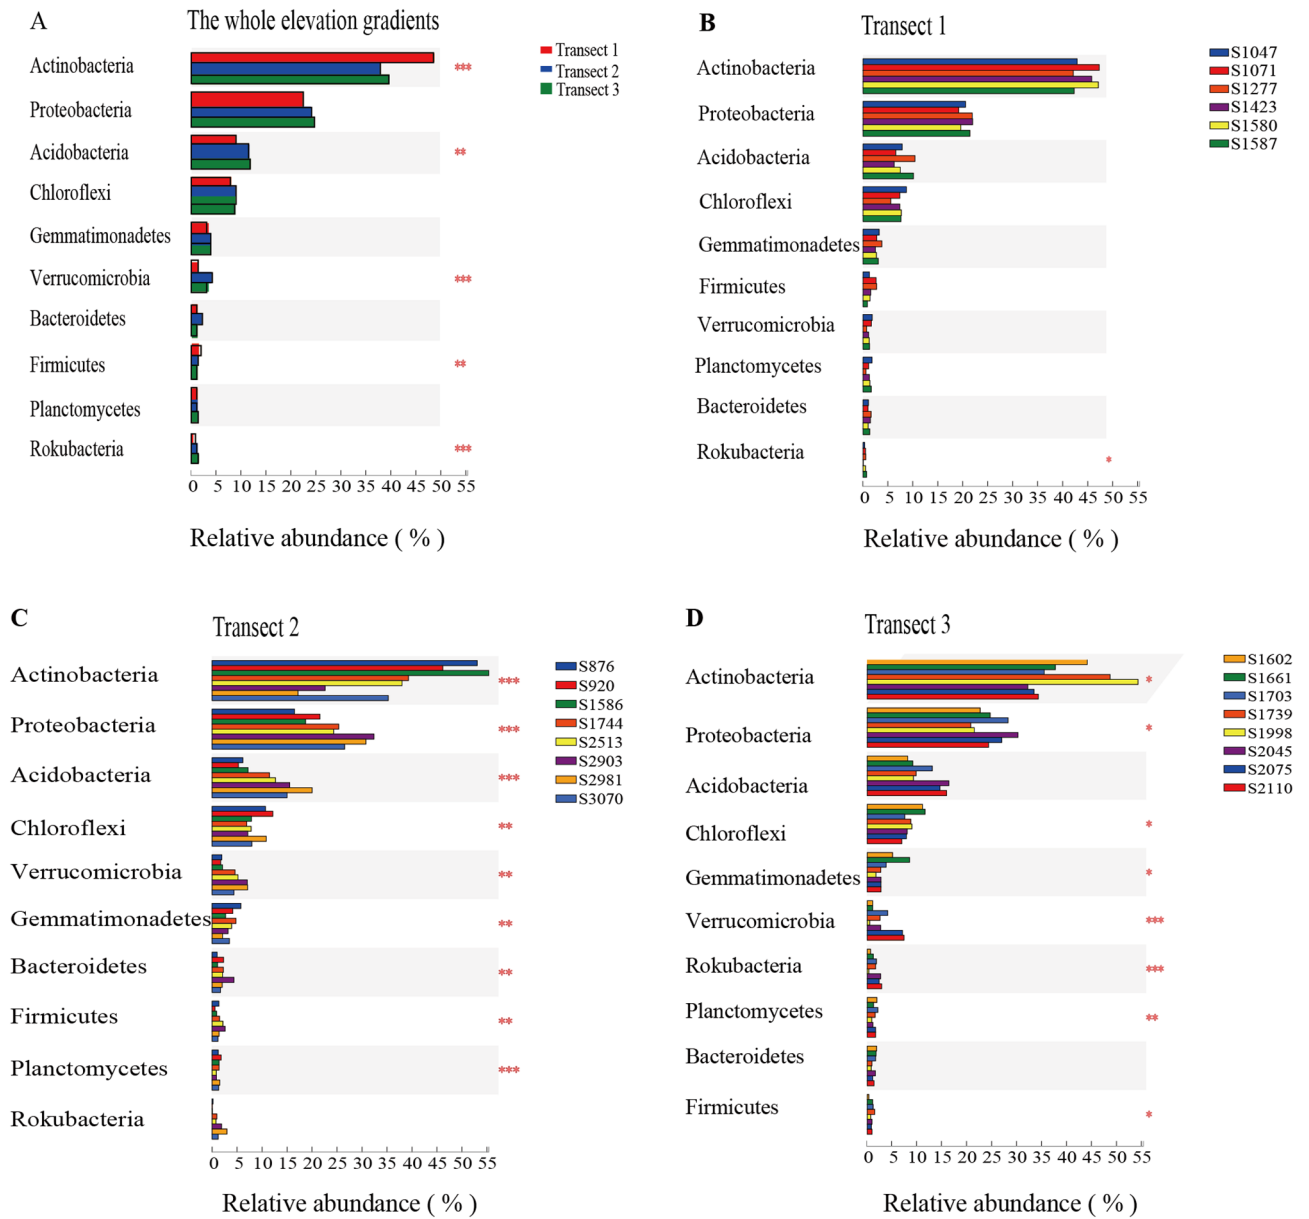 A
The whole elevation gradients
Actinobacteria
Proteobacteria
Acidobacteria
Chloroflexi
Gemmatimonadetes
Verrucomicrobia
Bacteroidetes
Firmicutes
Planctomycetes
Rokubacteria
***
**
***
**
***
Transect 1
Transect 2
Transect 3
0 5 10 15 20 25 30 35 40 45 50 55
Relative abundance ( % )
B
Transect 1
Actinobacteria
Proteobacteria
Acidobacteria
Chloroflexi
Gemmatimonadetes
Firmicutes
Verrucomicrobia
Planctomycetes
Bacteroidetes
Rokubacteria
*
S1047
S1071
S1277
S1423
S1580
S1587
0 5 10 15 20 25 30 35 40 45 50 55
Relative abundance ( % )
C
Transect 2
Actinobacteria
Proteobacteria
Acidobacteria
Chloroflexi
Verrucomicrobia
Gemmatimonadetes
Bacteroidetes
Firmicutes
Planctomycetes
Rokubacteria
***
***
***
**
**
**
**
**
***
S876
S920
S1586
S1744
S2513
S2903
S2981
S3070
0 5 10 15 20 25 30 35 40 45 50 55
Relative abundance ( % )
D
Transect 3
Actinobacteria
Proteobacteria
Acidobacteria
Chloroflexi
Gemmatimonadetes
Verrucomicrobia
Rokubacteria
Planctomycetes
Bacteroidetes
Firmicutes
*
*
*
*
***
***
**
*
S1602
S1661
S1703
S1739
S1998
S2045
S2075
S2110
0 5 10 15 20 25 30 35 40 45 50 55
Relative abundance ( % )